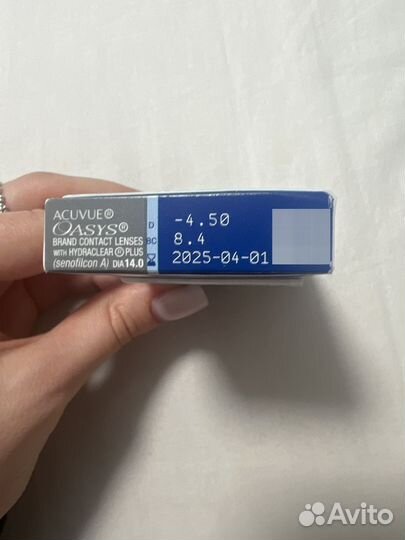 ACUVUE®
OASYS®
BRAND CONTACT LENSES
WITH HYDRACLEAR® PLUS
(senofilcon A) DIA14.0
D -4.50
BC 8.4
2025-04-01
Avito